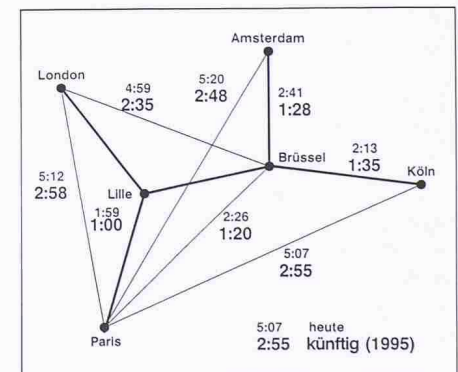 Amsterdam
London
4:59
2:35
5:20
2:48
2:41
1:28
Brüssel
2:13
1:35
Köln
5:12
2:58
Lille
1:59
1:00
2:26
1:20
5:07
2:55
Paris
5:07 heute
2:55 künftig (1995)